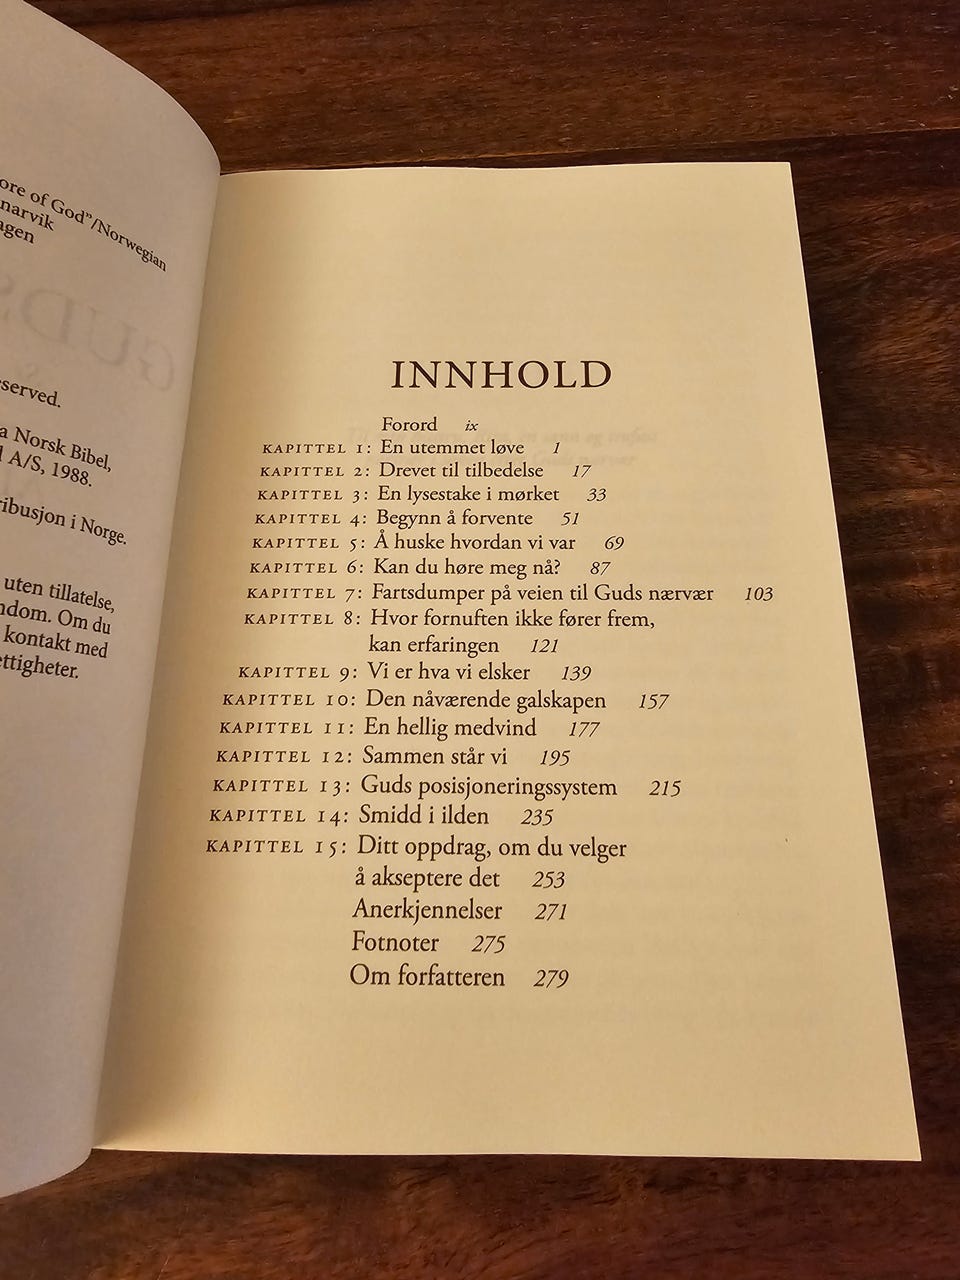 ore of God”/Norwegian
narvik
agen
served.
a Norsk Bibel,
A/S, 1988.
ribusjon i Norge.
uten tillatelse,
ndom. Om du
kontakt med
ettigheter.
INNHOLD
Forord ix
KAPITTEL 1: En utemmet løve 1
KAPITTEL 2: Drevet til tilbedelse 17
KAPITTEL 3: En lysestake i mørket 33
KAPITTEL 4: Begynn å forvente 51
KAPITTEL 5: Å huske hvordan vi var 69
KAPITTEL 6: Kan du høre meg nå? 87
KAPITTEL 7: Fartsdumper på veien til Guds nærvær 103
KAPITTEL 8: Hvor fornuften ikke fører frem,
kan erfaringen 121
KAPITTEL 9: Vi er hva vi elsker 139
KAPITTEL 10: Den nåværende galskapen 157
KAPITTEL 11: En hellig medvind 177
KAPITTEL 12: Sammen står vi 195
KAPITTEL 13: Guds posisjoneringssystem 215
KAPITTEL 14: Smidd i ilden 235
KAPITTEL 15: Ditt oppdrag, om du velger
å akseptere det 253
Anerkjennelser 271
Fotnoter 275
Om forfatteren 279